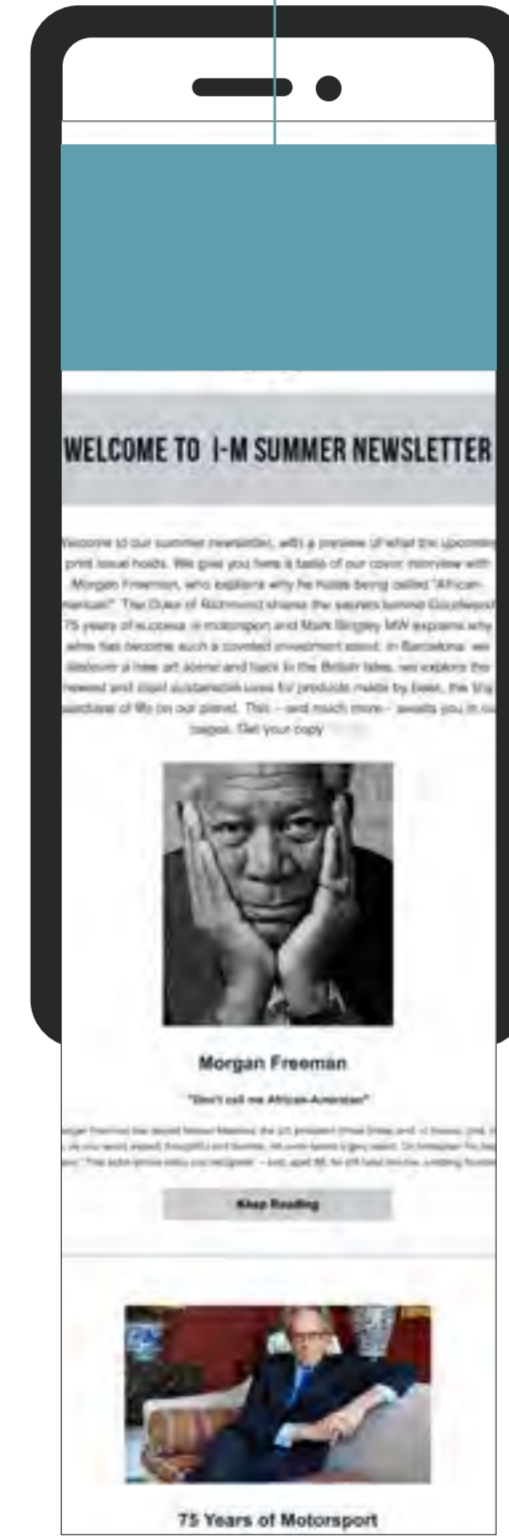 WELCOME TO I-M SUMMER NEWSLETTER
Welcome to our summer newsletter, with a preview of what the upcoming
print issue holds. We give you here a taste of our cover interview with
Morgan Freeman, who explains why he hates being called "African-
The Duke of Richmond shares the secrets behind Goodwood
75 years of success in motorsport and Mark Bingley MW explains why
wine has become such a coveted investment asset. In Barcelona we
discover a new art scene and back in the British Isles, we explore the
newest and most sustainable uses for products made by bees, the tiny
guardians of life on our planet. This – and much more – awaits you in our
pages. Get your copy
Morgan Freeman
"Don't call me African-American"
Keep Reading
75 Years of Motorsport